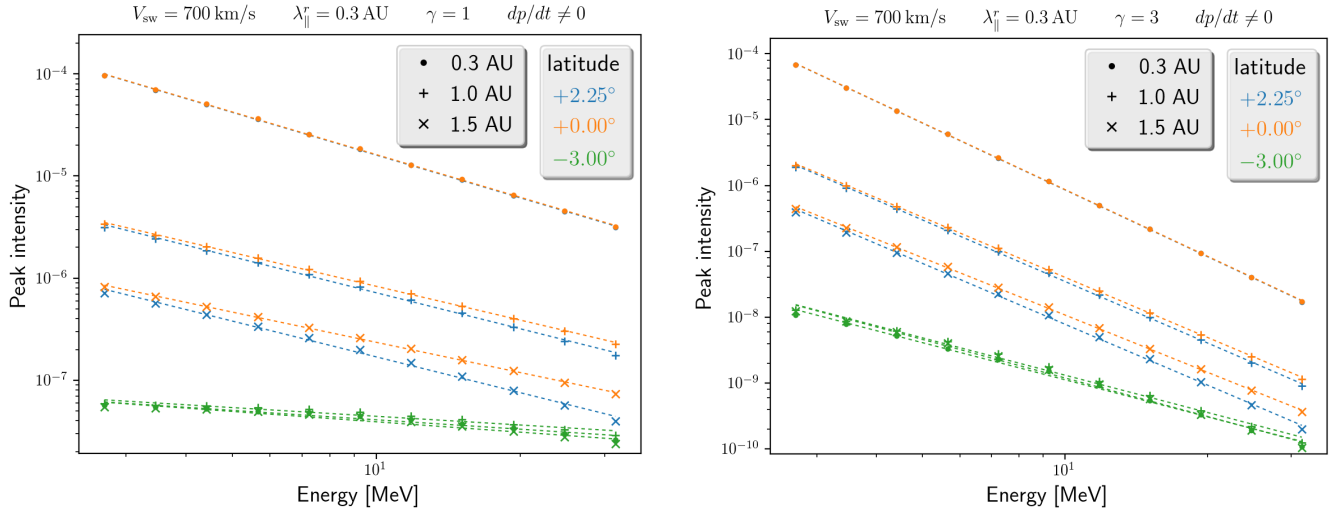 V_sw = 700 km/s λ^r_∥ = 0.3 AU γ = 1 dp/dt ≠ 0
Peak intensity
10^−4
10^−5
10^−6
10^−7
0.3 AU
1.0 AU
1.5 AU
latitude
+2.25°
+0.00°
−3.00°
10^1
Energy [MeV]
V_sw = 700 km/s λ^r_∥ = 0.3 AU γ = 3 dp/dt ≠ 0
Peak intensity
10^−4
10^−5
10^−6
10^−7
10^−8
10^−9
10^−10
0.3 AU
1.0 AU
1.5 AU
latitude
+2.25°
+0.00°
−3.00°
10^1
Energy [MeV]